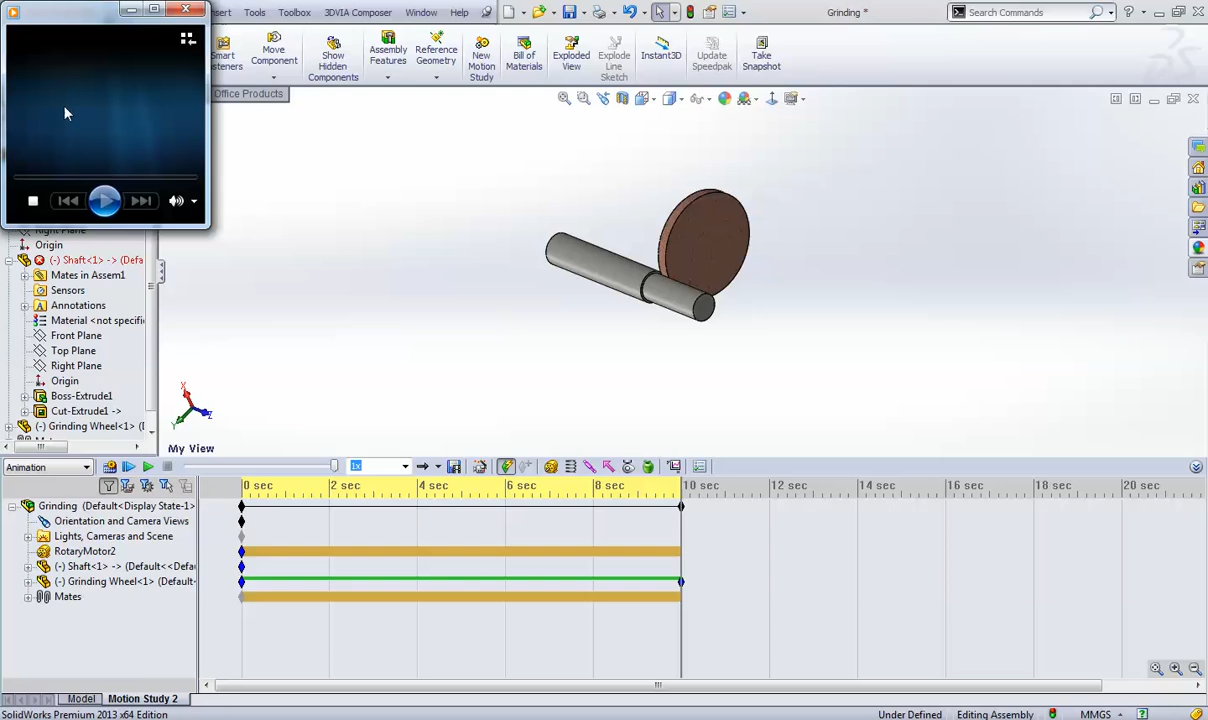 nsert Tools Toolbox 3DVIA Composer Window Help Grinding * Search Commands
Smart
steners
Move
Component
Show
Hidden
Components
Assembly
Features
Reference
Geometry
New
Motion
Study
Bill of
Materials
Exploded
View
Explode
Line
Sketch
Instant3D
Update
Speedpak
Take
Snapshot
Office Products
Right Plane
Origin
(-) Shaft<1> -> (Defa
Mates in Assem1
Sensors
Annotations
Material <not specifi
Front Plane
Top Plane
Right Plane
Origin
Boss-Extrude1
Cut-Extrude1 ->
(-) Grinding Wheel<1> (D
X
Y
Z
My View
Animation 1x
0 sec 2 sec 4 sec 6 sec 8 sec 10 sec 12 sec 14 sec 16 sec 18 sec 20 sec
Grinding (Default<Display State-1>
Orientation and Camera Views
Lights, Cameras and Scene
RotaryMotor2
(-) Shaft<1> -> (Default<<Defa
(-) Grinding Wheel<1> (Default-
Mates
Model Motion Study 2
SolidWorks Premium 2013 x64 Edition Under Defined Editing Assembly MMGS